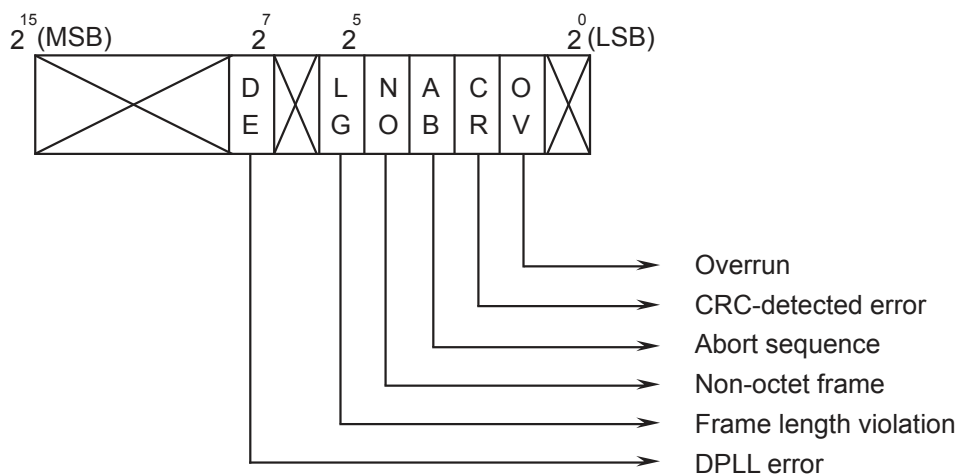 2^15 (MSB) 2^7 2^5 2^0 (LSB)
D L N A C O
E G O B R V
Overrun
CRC-detected error
Abort sequence
Non-octet frame
Frame length violation
DPLL error